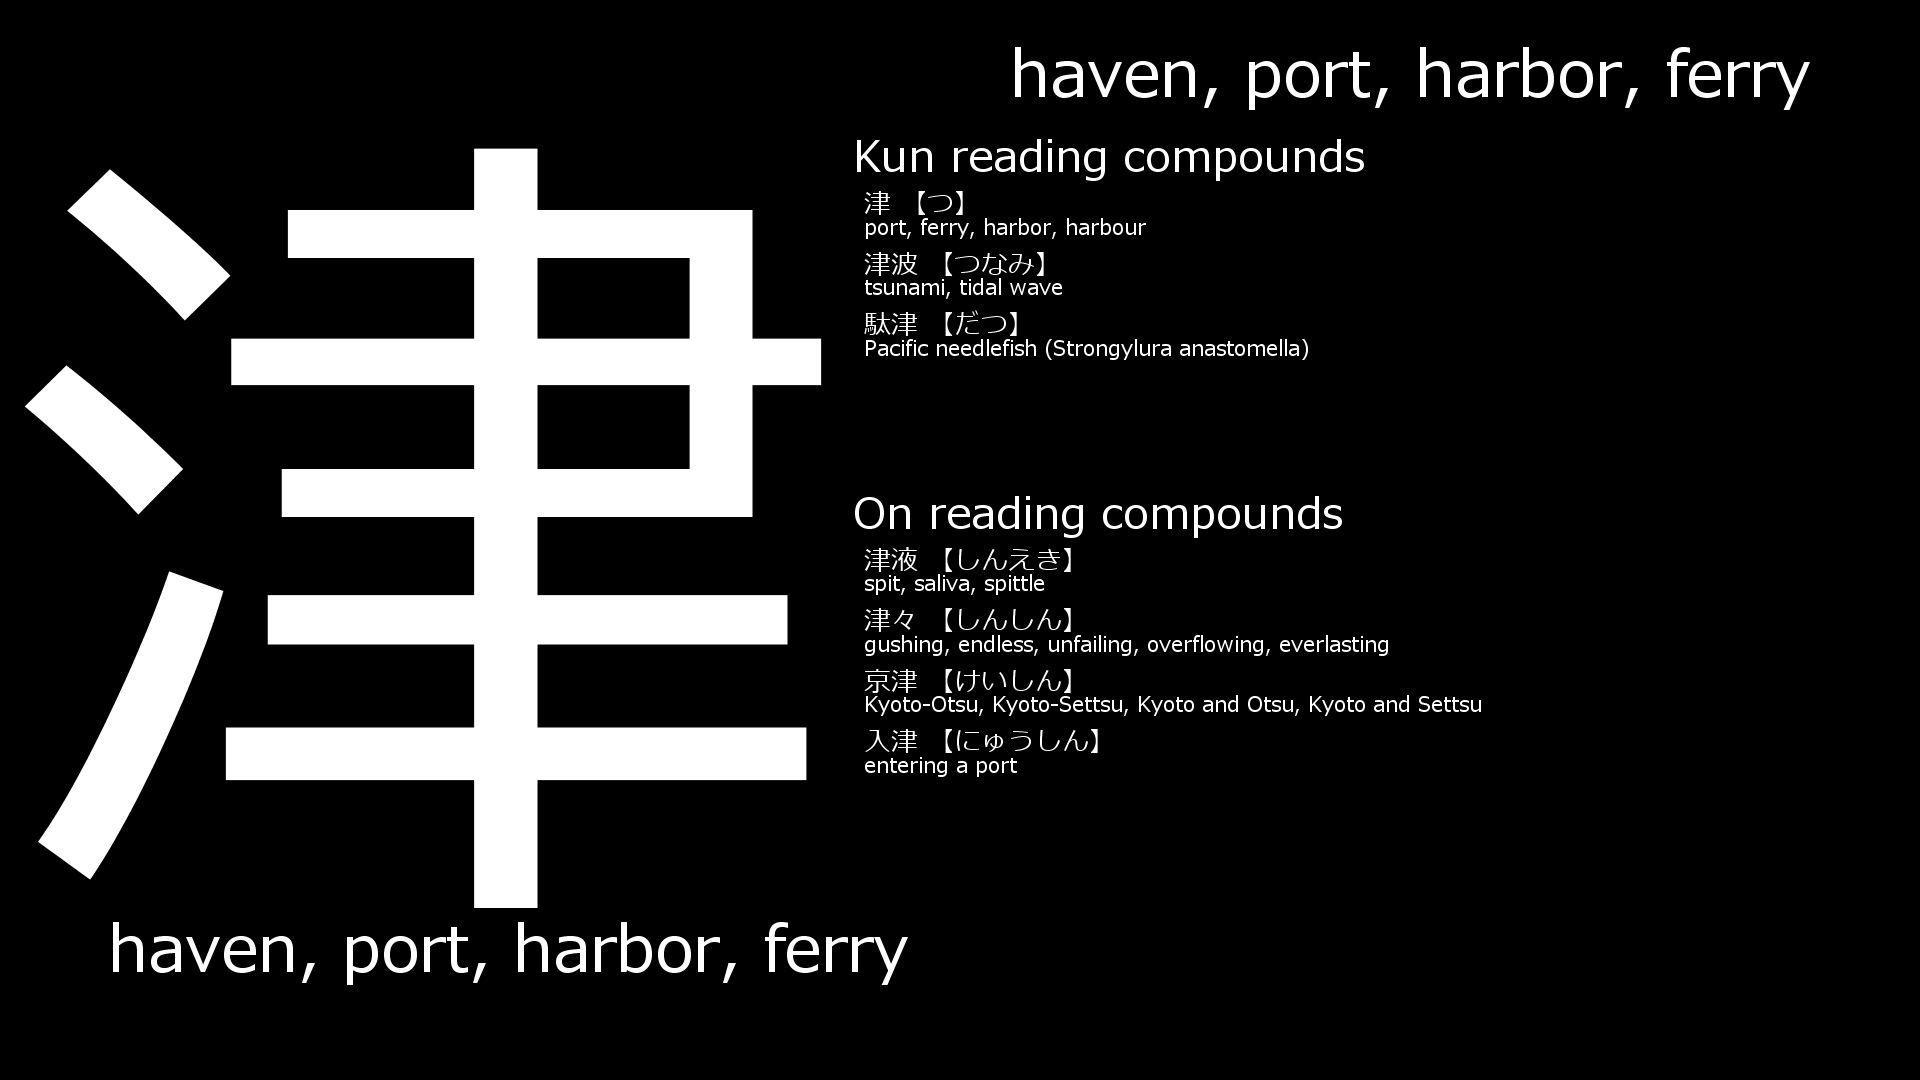 haven, port, harbor, ferry
津
Kun reading compounds
津 【つ】
port, ferry, harbor, harbour
津波 【つなみ】
tsunami, tidal wave
駄津 【だつ】
Pacific needlefish (Strongylura anastomella)
On reading compounds
津液 【しんえき】
spit, saliva, spittle
津々 【しんしん】
gushing, endless, unfailing, overflowing, everlasting
京津 【けいしん】
Kyoto-Otsu, Kyoto-Settsu, Kyoto and Otsu, Kyoto and Settsu
入津 【にゅうしん】
entering a port
haven, port, harbor, ferry